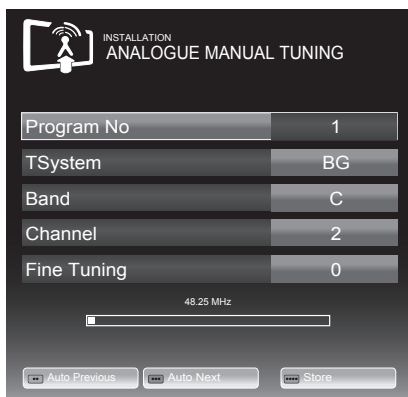 INSTALLATION
ANALOGUE MANUAL TUNING
Program No 1
TSystem BG
Band C
Channel 2
Fine Tuning 0
48.25 MHz
Auto Previous Auto Next Store